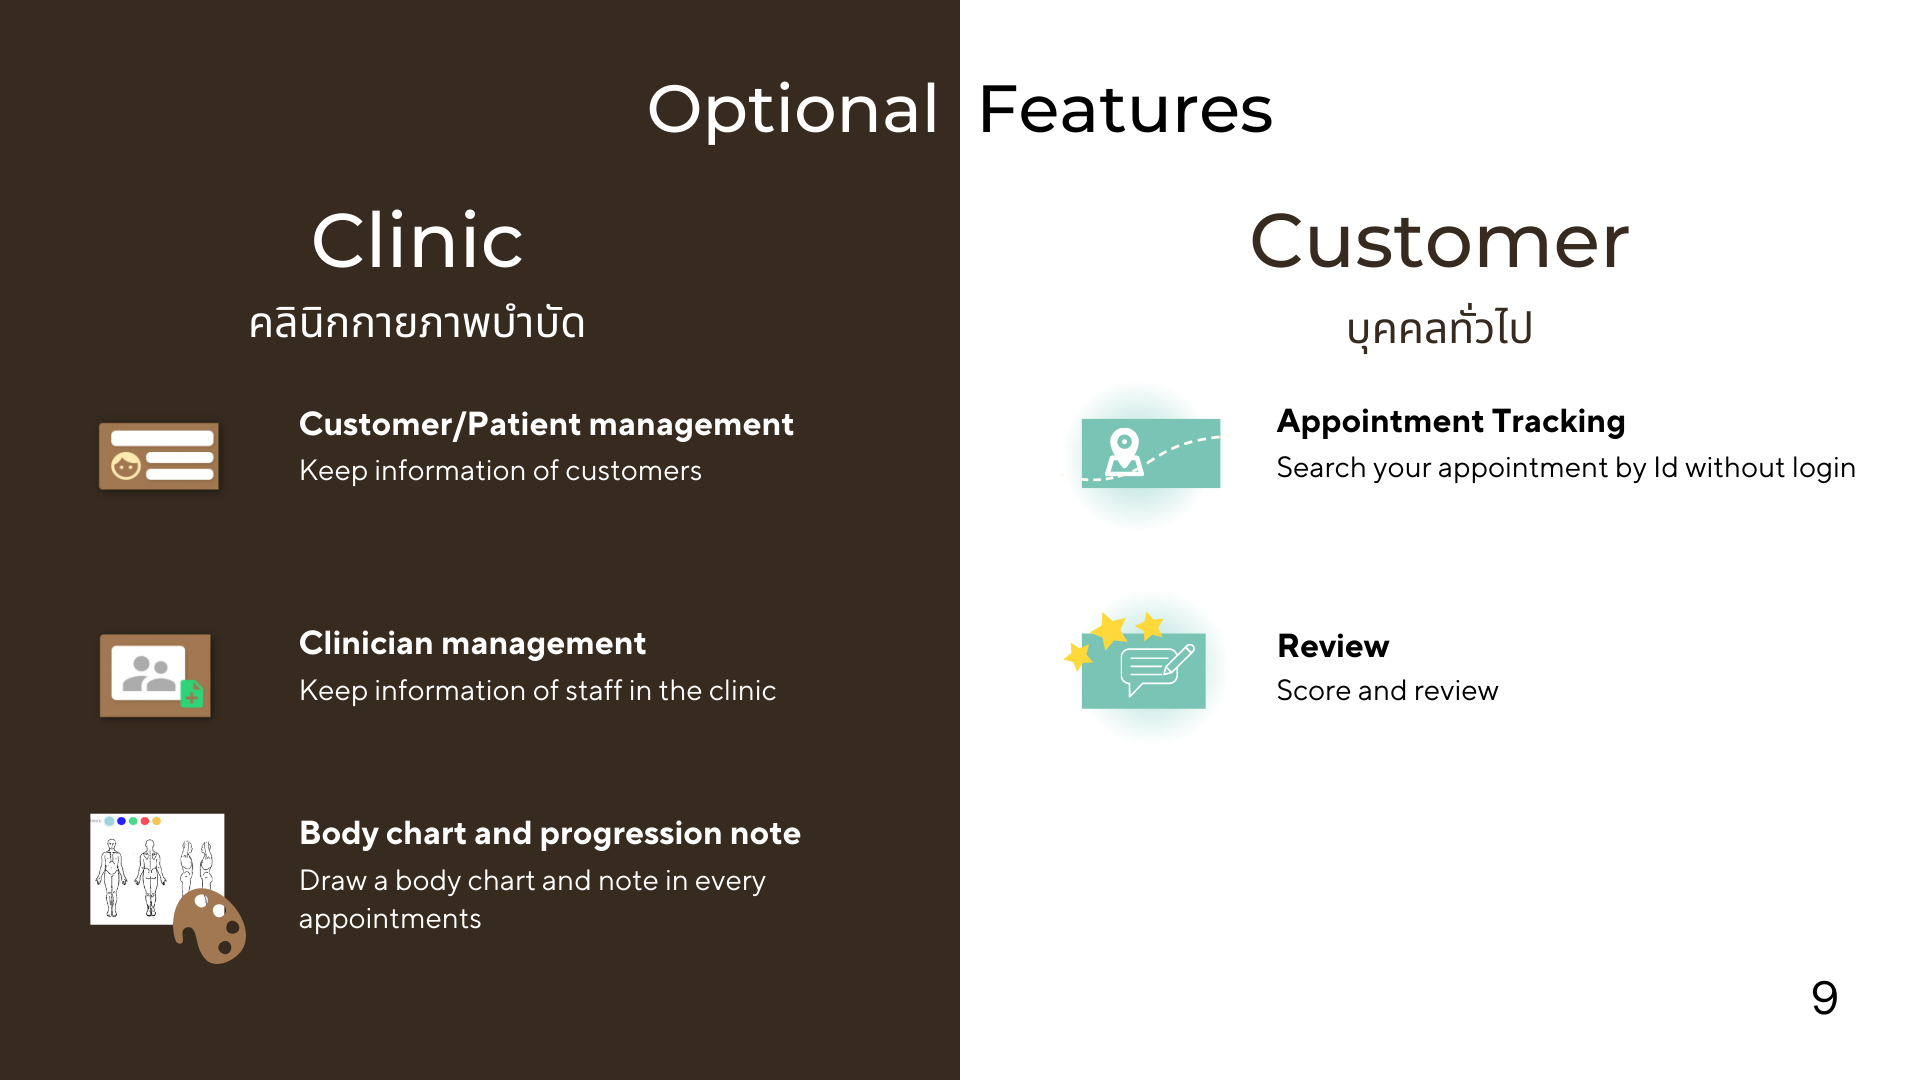 Optional Features
Clinic
คลินิกกายภาพบำบัด
Customer/Patient management
Keep information of customers
Clinician management
Keep information of staff in the clinic
Body chart and progression note
Draw a body chart and note in every
appointments
Customer
บุคคลทั่วไป
Appointment Tracking
Search your appointment by Id without login
Review
Score and review
9